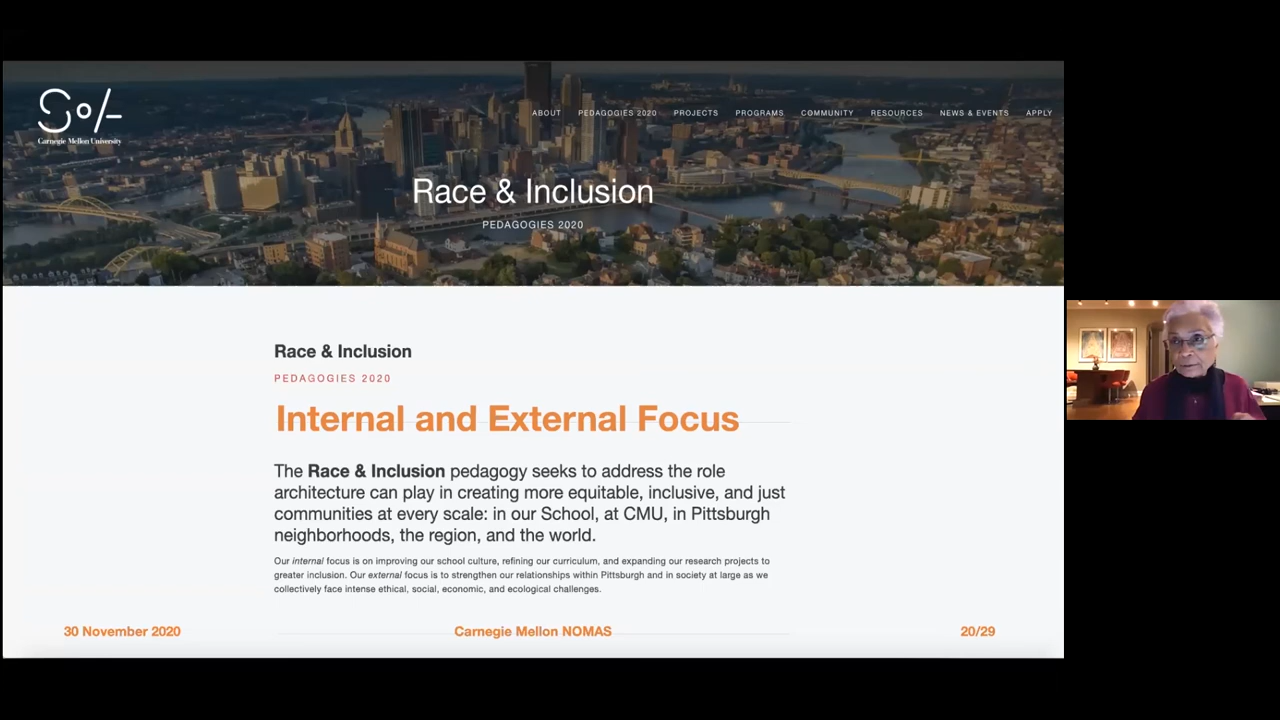 SoA
Carnegie Mellon University
ABOUT PEDAGOGIES 2020 PROJECTS PROGRAMS COMMUNITY RESOURCES NEWS & EVENTS APPLY
Race & Inclusion
PEDAGOGIES 2020
Race & Inclusion
PEDAGOGIES 2020
Internal and External Focus
The Race & Inclusion pedagogy seeks to address the role
architecture can play in creating more equitable, inclusive, and just
communities at every scale: in our School, at CMU, in Pittsburgh
neighborhoods, the region, and the world.
Our internal focus is on improving our school culture, refining our curriculum, and expanding our research projects to
greater inclusion. Our external focus is to strengthen our relationships within Pittsburgh and in society at large as we
collectively face intense ethical, social, economic, and ecological challenges.
30 November 2020 Carnegie Mellon NOMAS 20/29